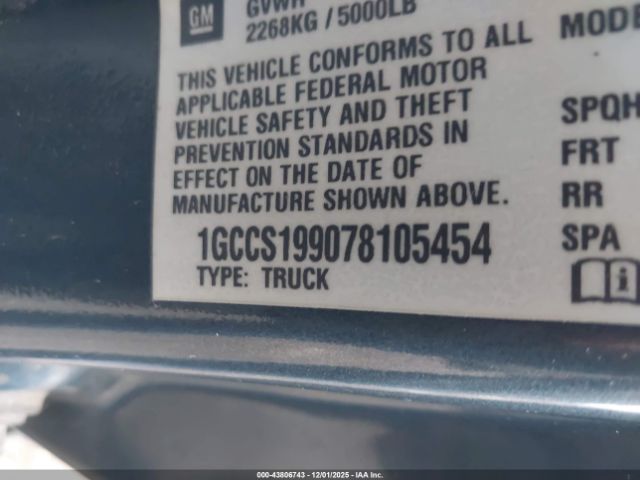 GM
GVWR
2268KG / 5000LB
THIS VEHICLE CONFORMS TO ALL
APPLICABLE FEDERAL MOTOR
VEHICLE SAFETY AND THEFT
PREVENTION STANDARDS IN
EFFECT ON THE DATE OF
MANUFACTURE SHOWN ABOVE.
1GCCS199078105454
TYPE: TRUCK
MODE
SPQH
FRT
RR
SPA
i
000-43806743 - 12/01/2025 - IAA Inc.